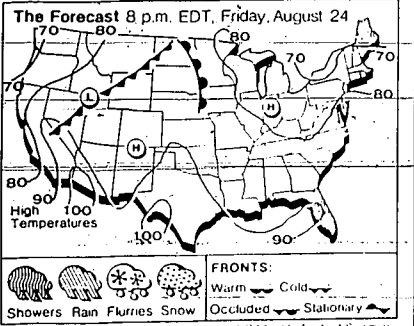 The Forecast 8 p.m. EDT, Friday, August 24
70 80 80
70 70
70 80
L H
H
80
90
High 100
Temperatures
100 90
Showers Rain Flurries Snow
FRONTS:
Warm Cold
Occluded Stationary